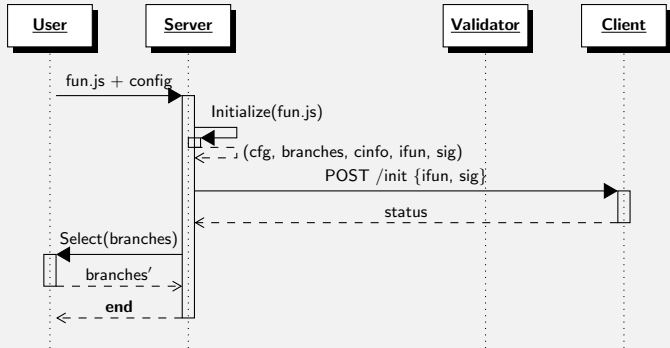 User
Server
Validator
Client
fun.js + config
Initialize(fun.js)
(cfg, branches, cinfo, ifun, sig)
POST /init {ifun, sig}
status
Select(branches)
branches′
end